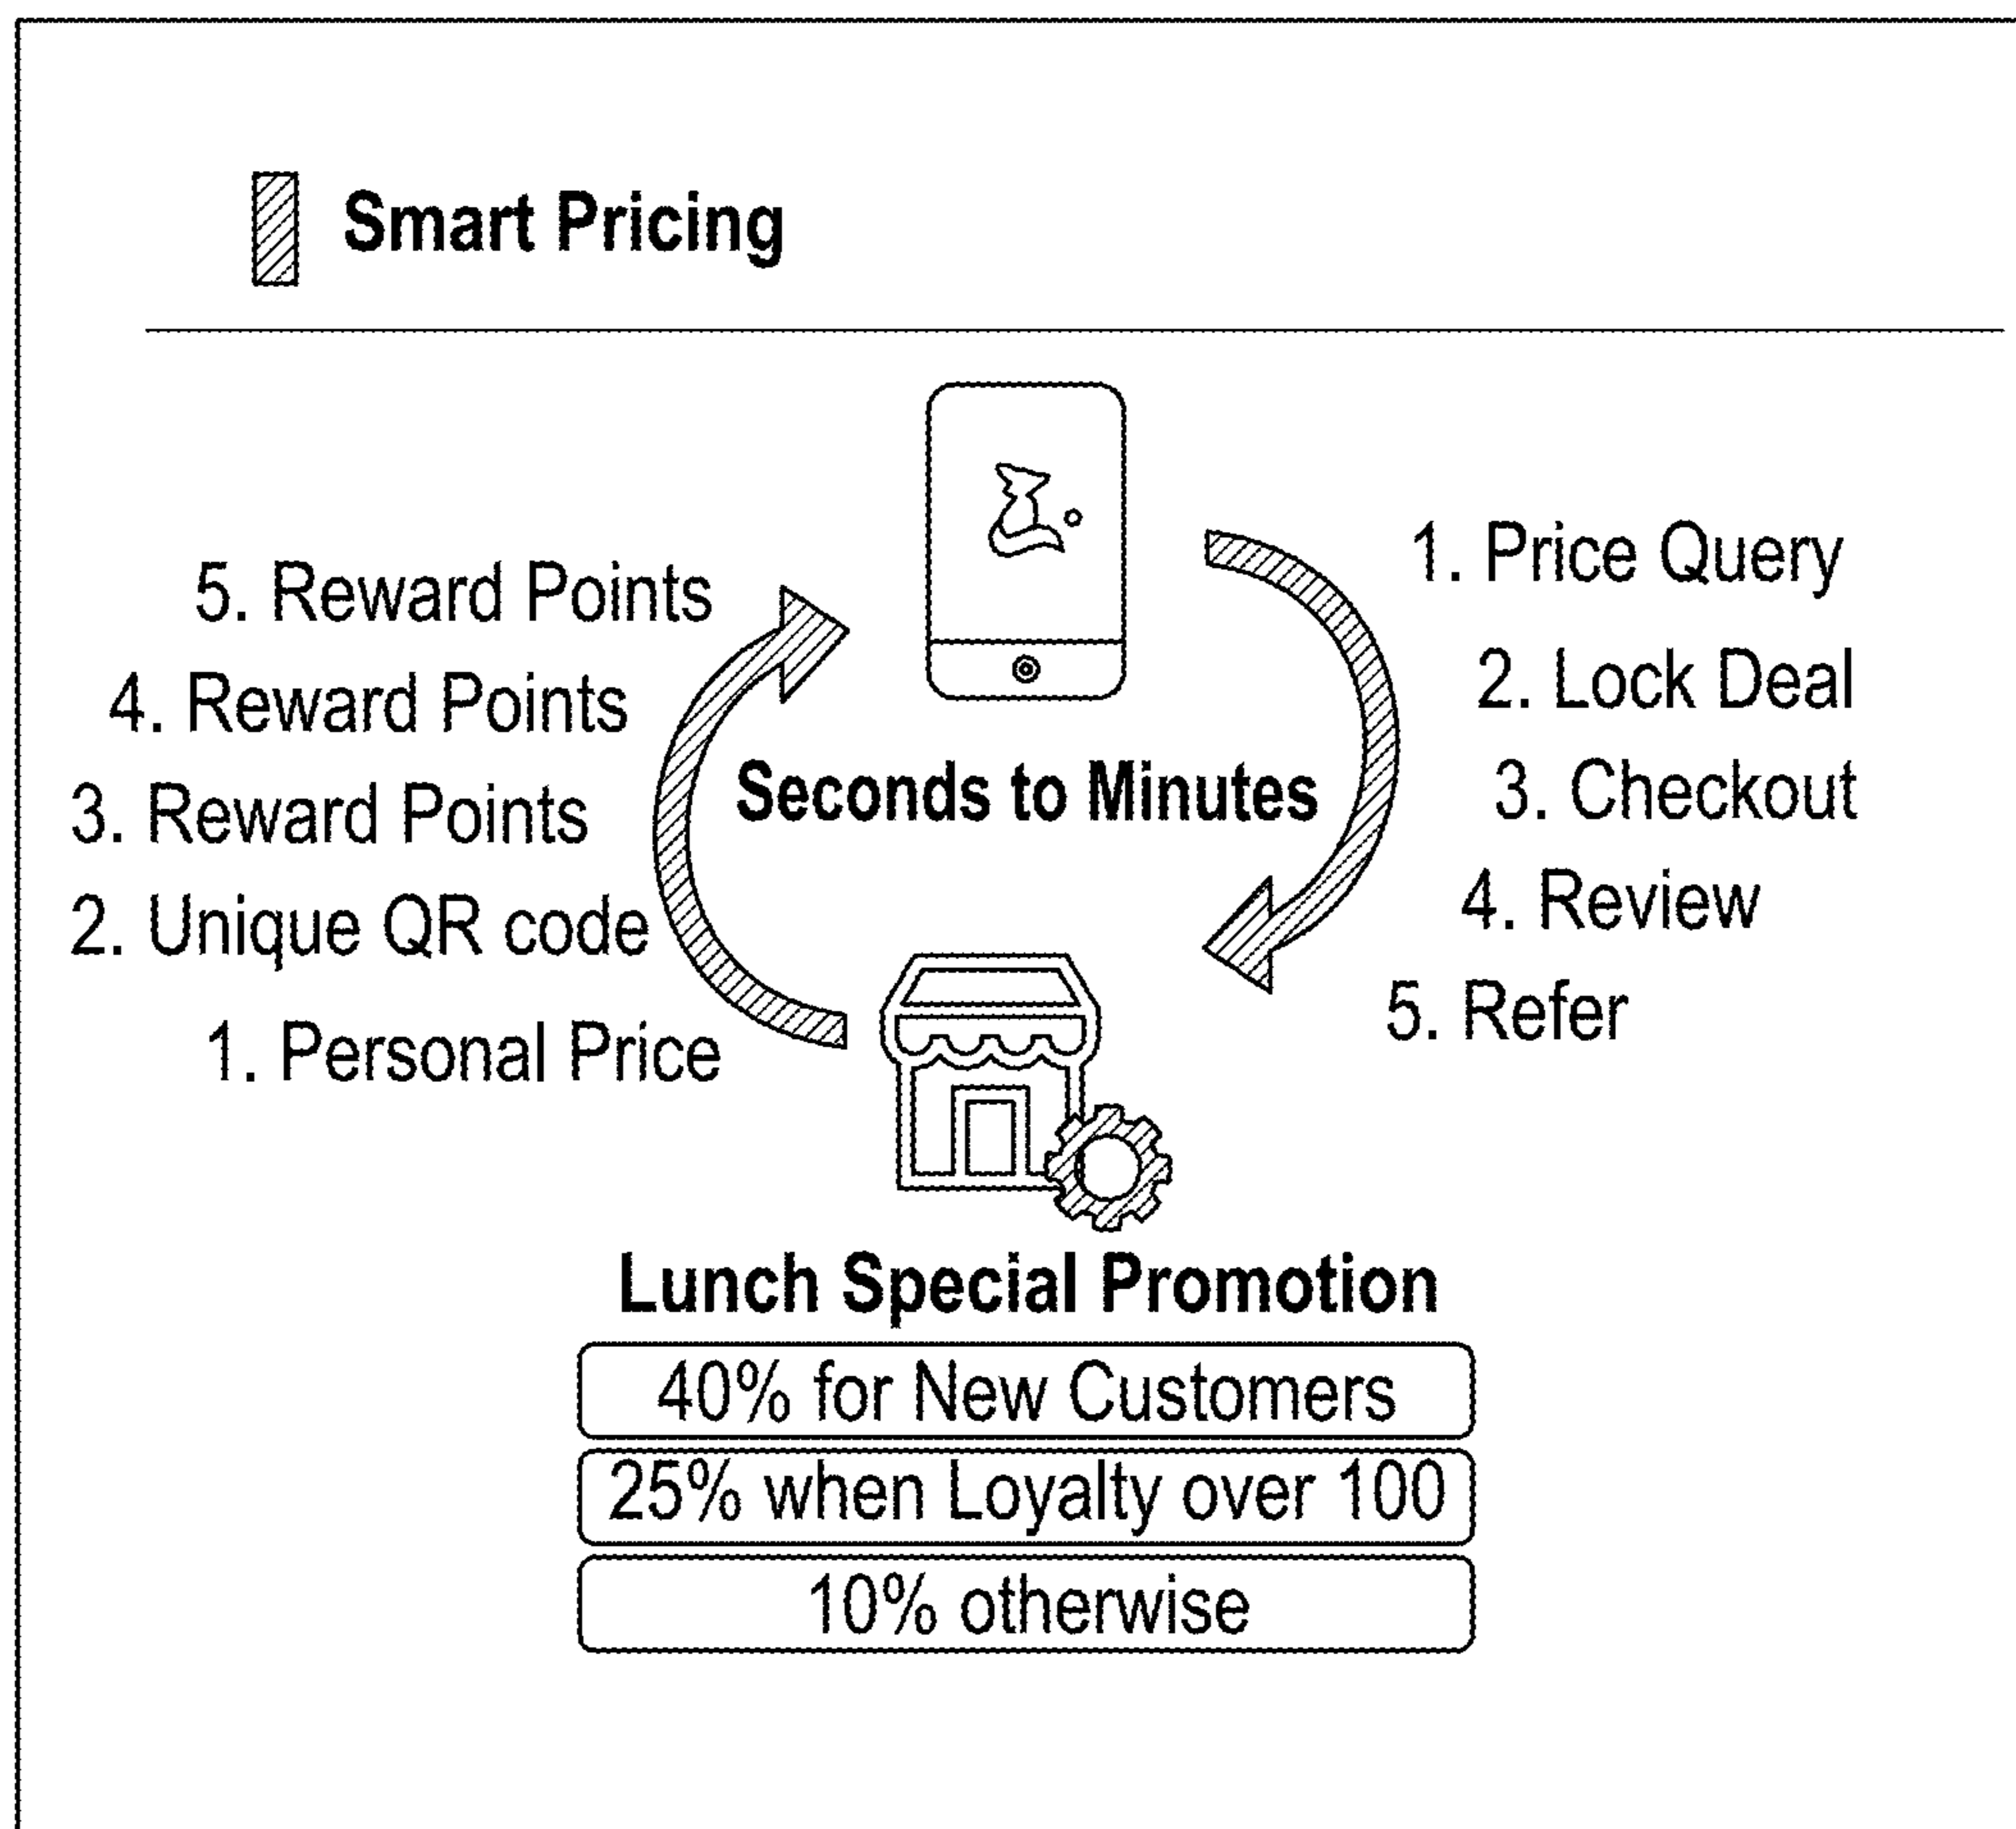 Smart Pricing
5. Reward Points
4. Reward Points
3. Reward Points
2. Unique QR code
1. Personal Price
Seconds to Minutes
1. Price Query
2. Lock Deal
3. Checkout
4. Review
5. Refer
Lunch Special Promotion
40% for New Customers
25% when Loyalty over 100
10% otherwise